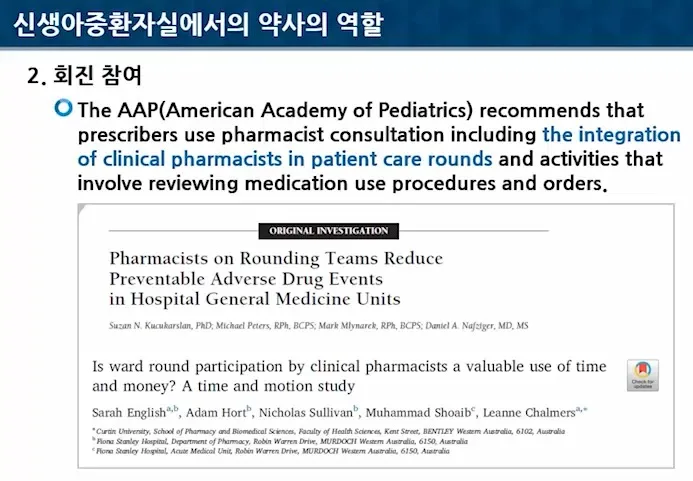 신생아중환자실에서의 약사의 역할
2. 회진 참여
The AAP(American Academy of Pediatrics) recommends that
prescribers use pharmacist consultation including the integration
of clinical pharmacists in patient care rounds and activities that
involve reviewing medication use procedures and orders.
ORIGINAL INVESTIGATION
Pharmacists on Rounding Teams Reduce
Preventable Adverse Drug Events
in Hospital General Medicine Units
Suzan N. Kucukarslan, PhD; Michael Peters, RPh, BCPS; Mark Mlynarek, RPh, BCPS; Daniel A. Nafziger, MD, MS
Is ward round participation by clinical pharmacists a valuable use of time
and money? A time and motion study
Check for
updates
Sarah English a,b, Adam Hort b, Nicholas Sullivan b, Muhammad Shoaib c, Leanne Chalmers a,*
a Curtin University, School of Pharmacy and Biomedical Sciences, Faculty of Health Sciences, Kent Street, BENTLEY Western Australia, 6102, Australia
b Fiona Stanley Hospital, Department of Pharmacy, Robin Warren Drive, MURDOCH Western Australia, 6150, Australia
c Fiona Stanley Hospital, Acute Medical Unit, Robin Warren Drive, MURDOCH Western Australia, 6150, Australia